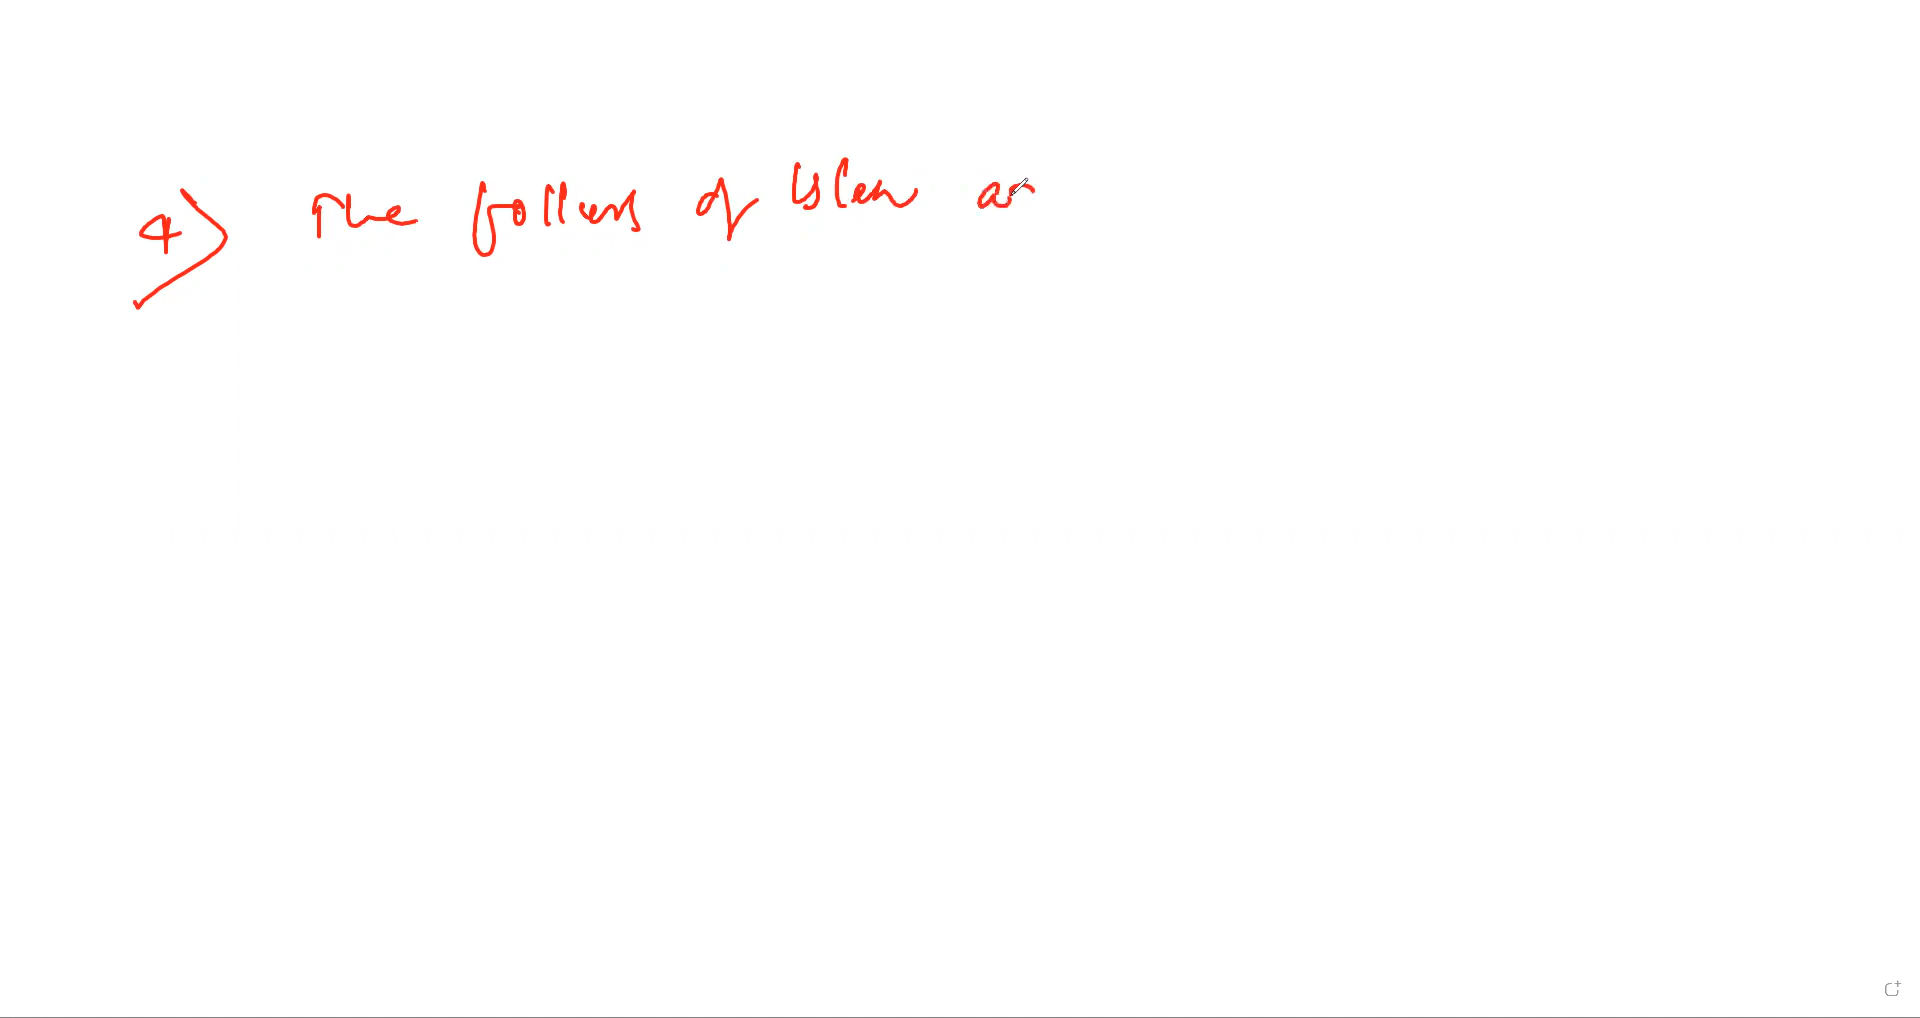 4) The follers of Islam ar